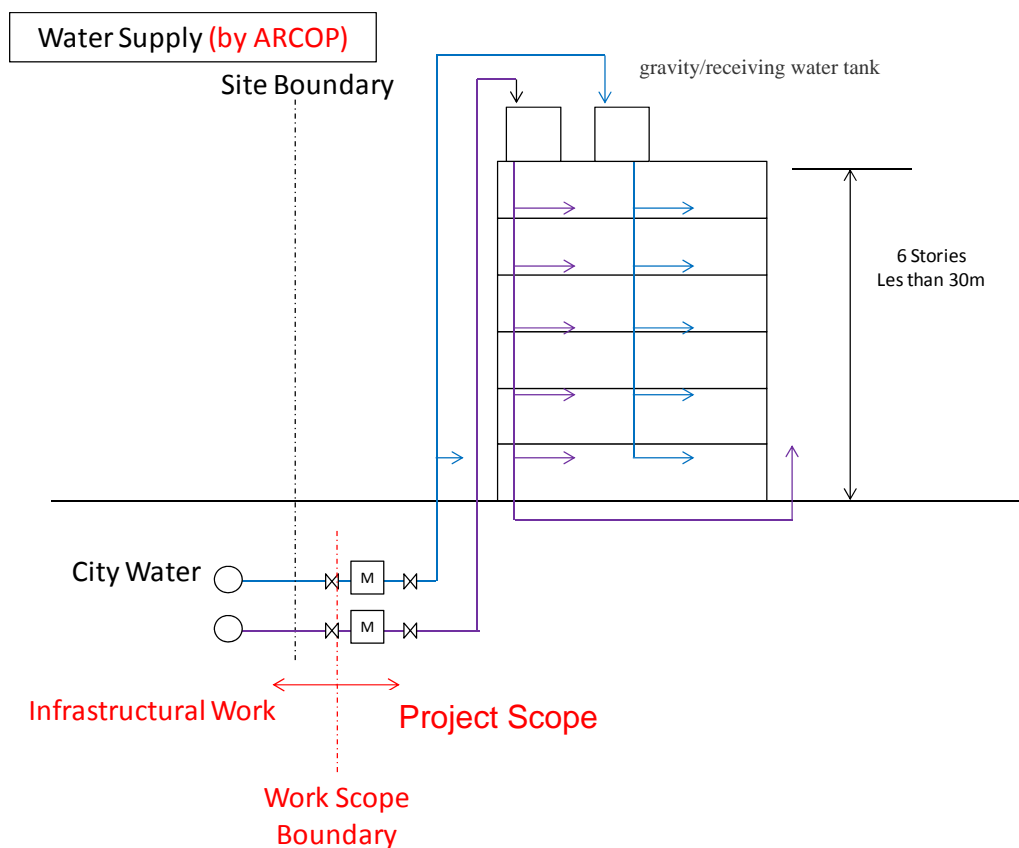 Water Supply (by ARCOP)
Site Boundary
gravity/receiving water tank
6 Stories
Les than 30m
City Water
M
M
Infrastructural Work
Project Scope
Work Scope
Boundary